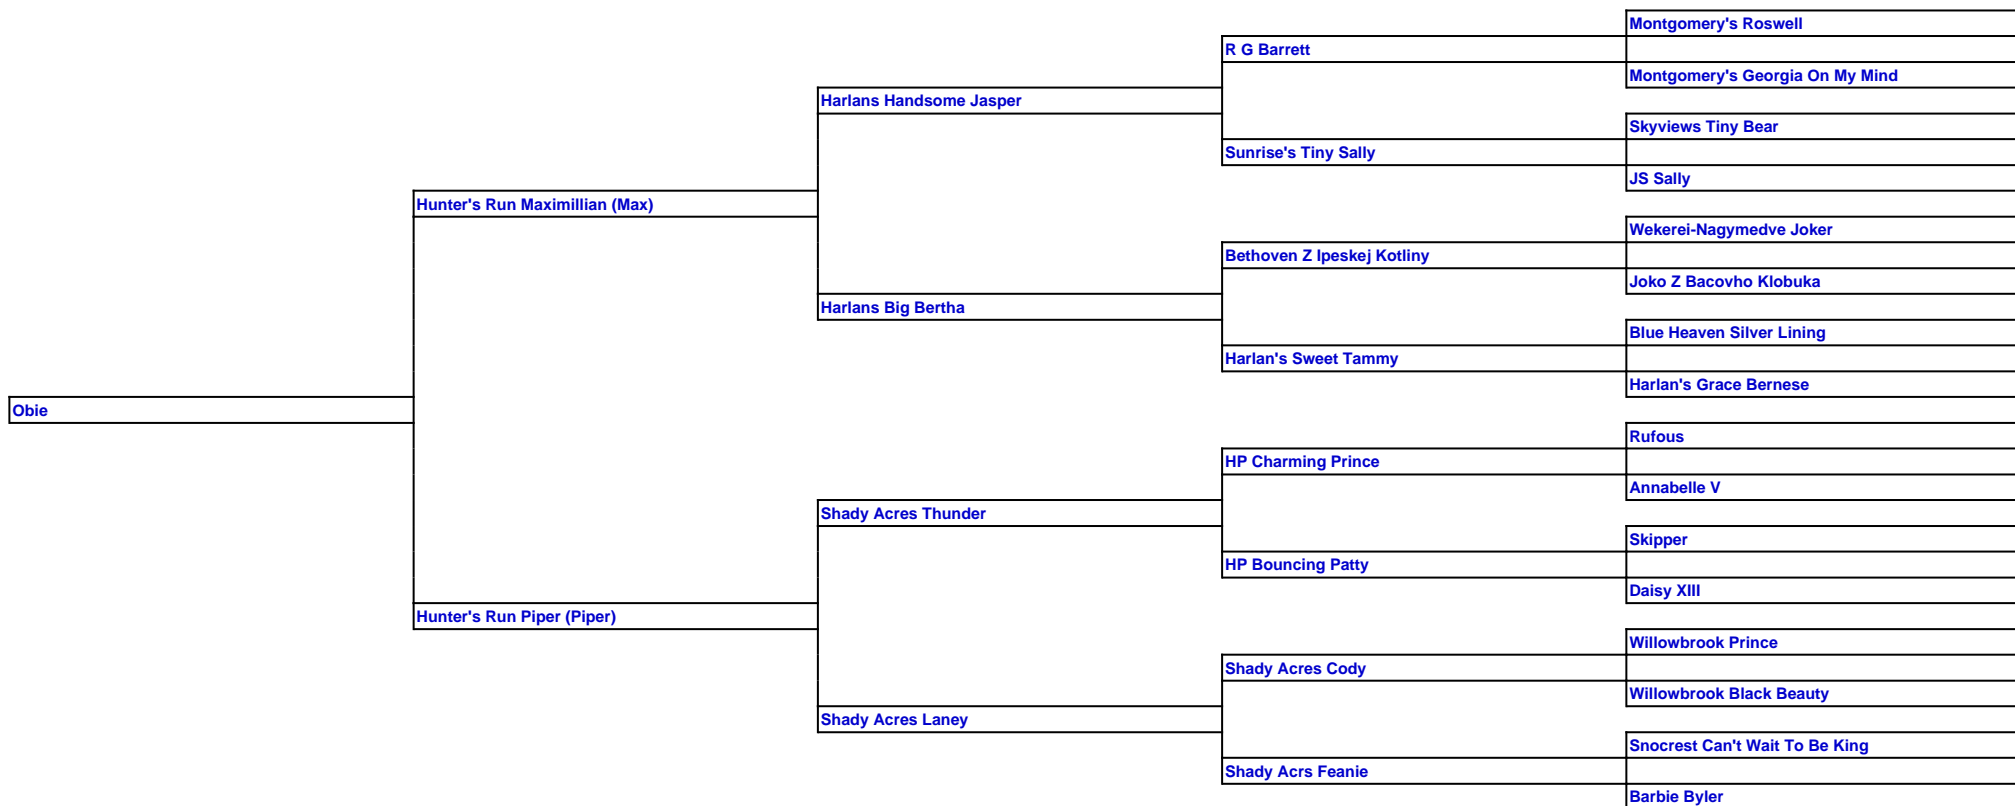 Montgomery's Roswell
R G Barrett
Montgomery's Georgia On My Mind
Harlans Handsome Jasper
Skyviews Tiny Bear
Sunrise's Tiny Sally
JS Sally
Hunter's Run Maximillian (Max)
Wekerei-Nagymedve Joker
Bethoven Z Ipeskej Kotliny
Joko Z Bacovho Klobuka
Harlans Big Bertha
Blue Heaven Silver Lining
Harlan's Sweet Tammy
Harlan's Grace Bernese
Obie
Rufous
HP Charming Prince
Annabelle V
Shady Acres Thunder
Skipper
HP Bouncing Patty
Daisy XIII
Hunter's Run Piper (Piper)
Willowbrook Prince
Shady Acres Cody
Willowbrook Black Beauty
Shady Acres Laney
Snocrest Can't Wait To Be King
Shady Acrs Feanie
Barbie Byler